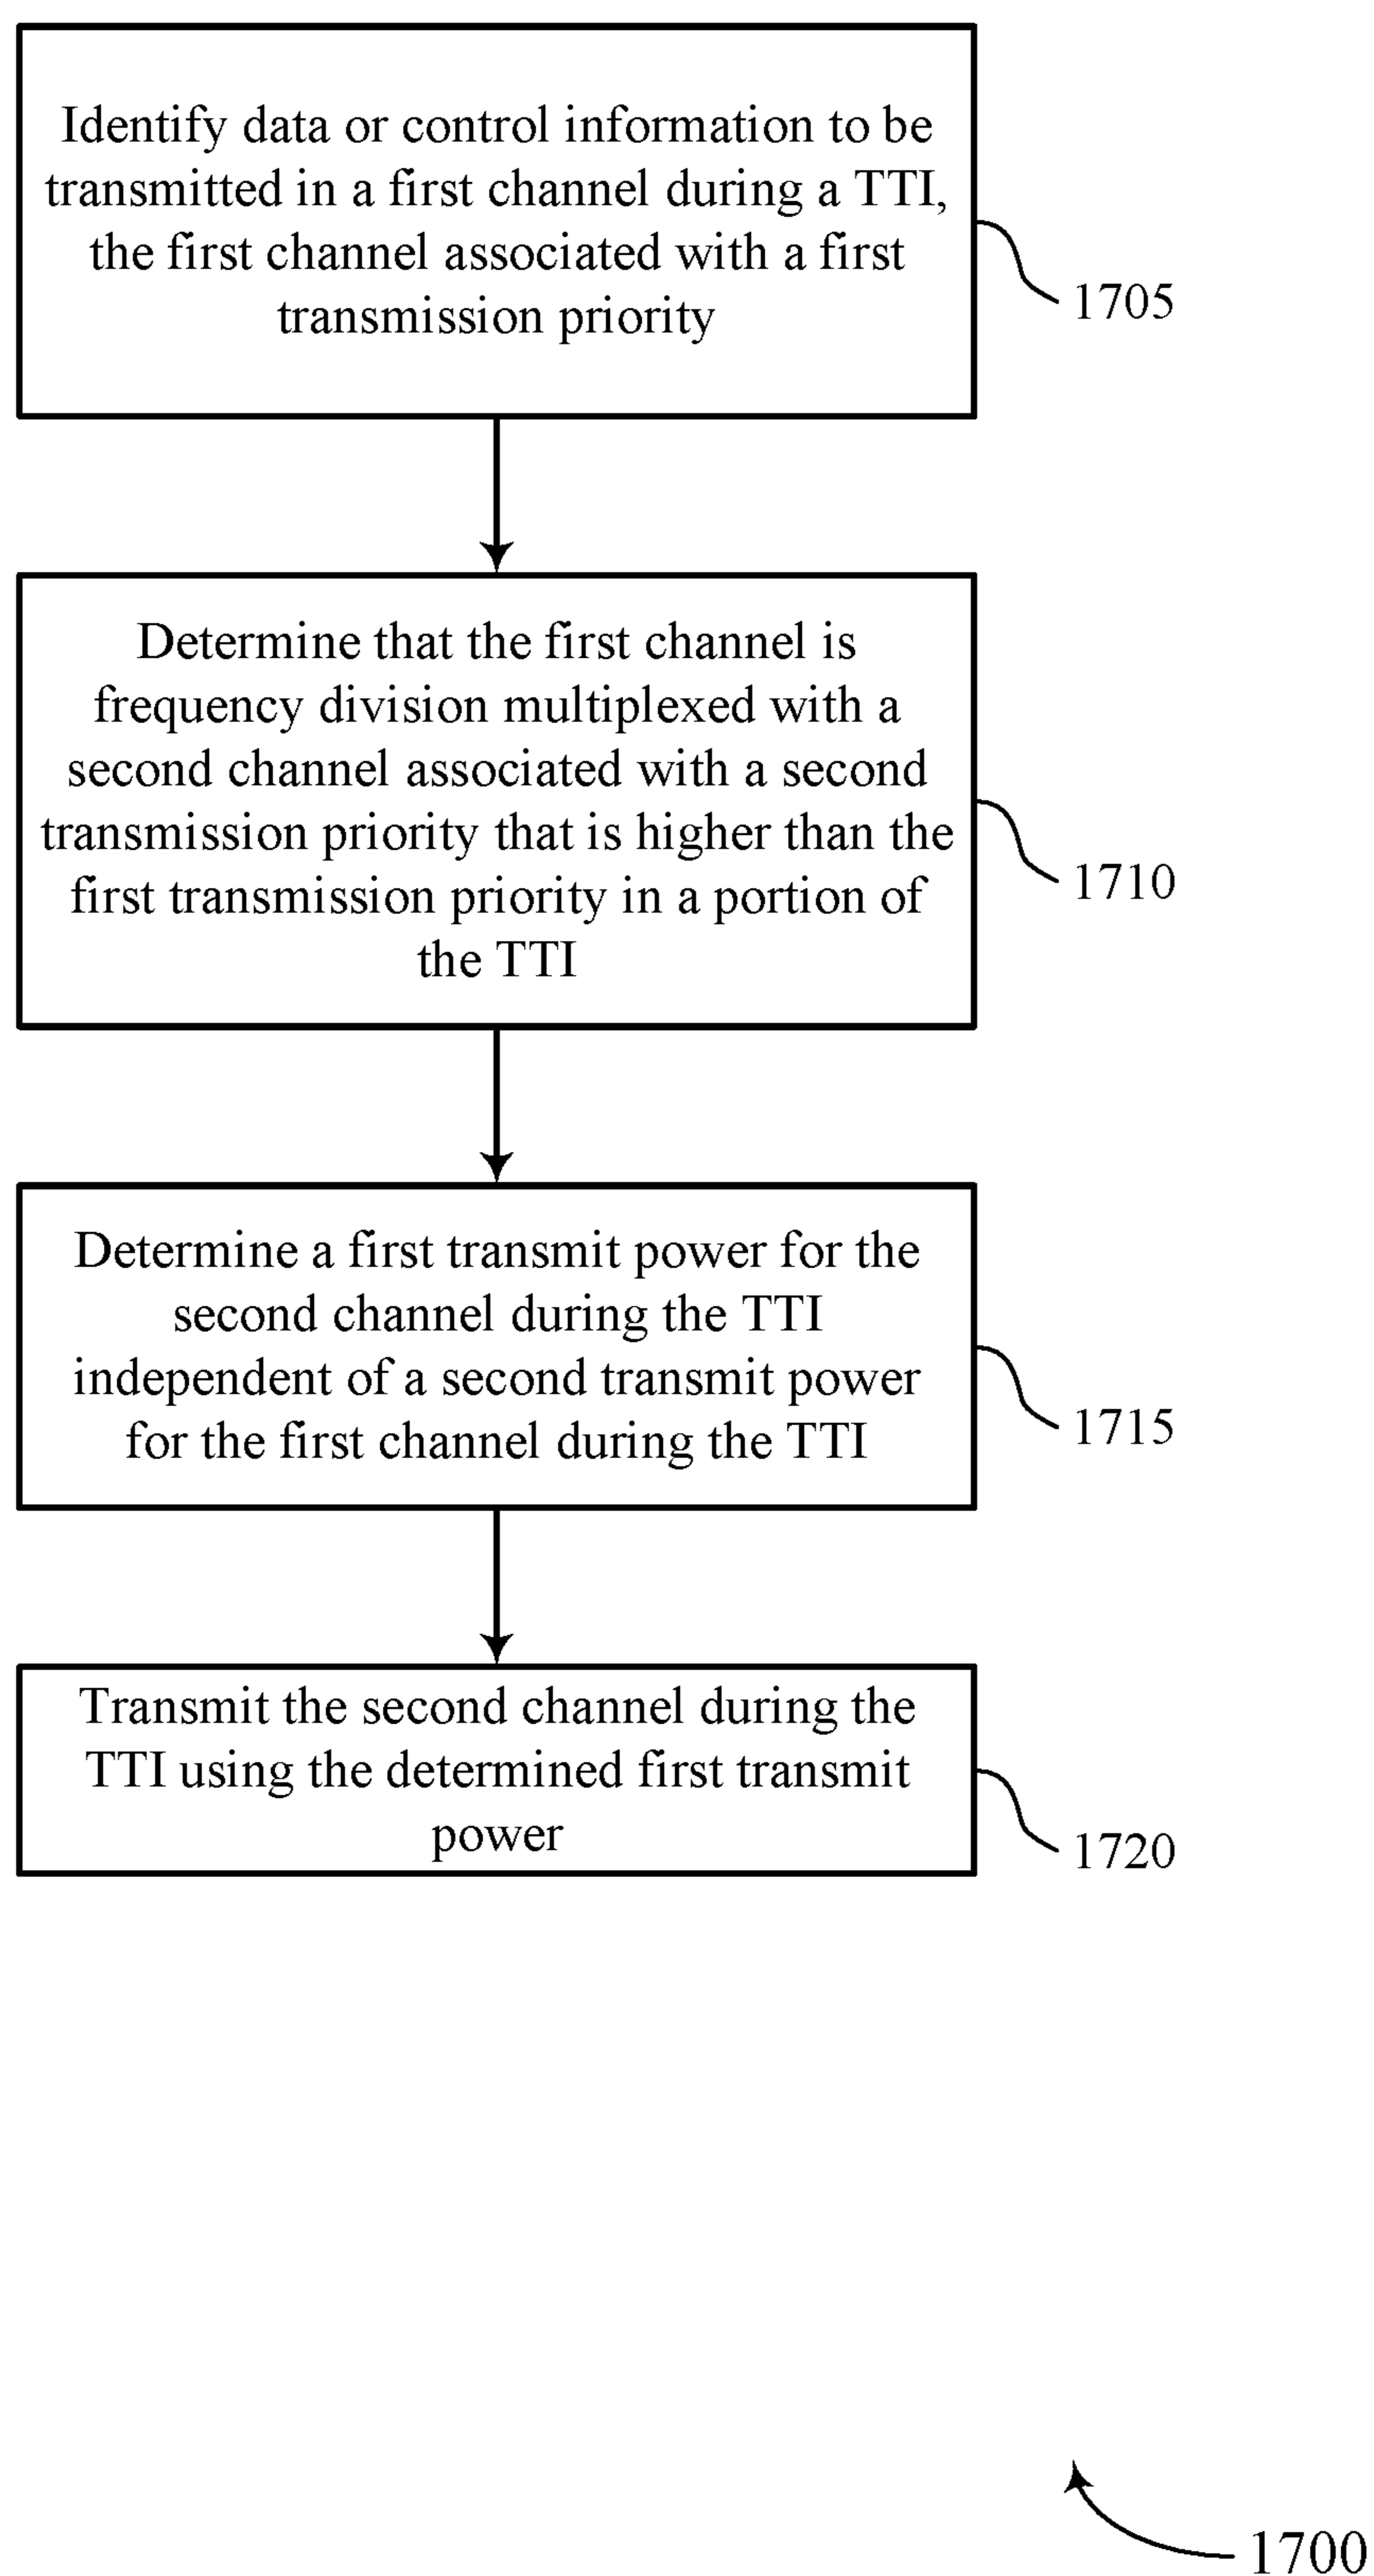 Identify data or control information to be
transmitted in a first channel during a TTI,
the first channel associated with a first
transmission priority
1705
Determine that the first channel is
frequency division multiplexed with a
second channel associated with a second
transmission priority that is higher than the
first transmission priority in a portion of
the TTI
1710
Determine a first transmit power for the
second channel during the TTI
independent of a second transmit power
for the first channel during the TTI
1715
Transmit the second channel during the
TTI using the determined first transmit
power
1720
1700